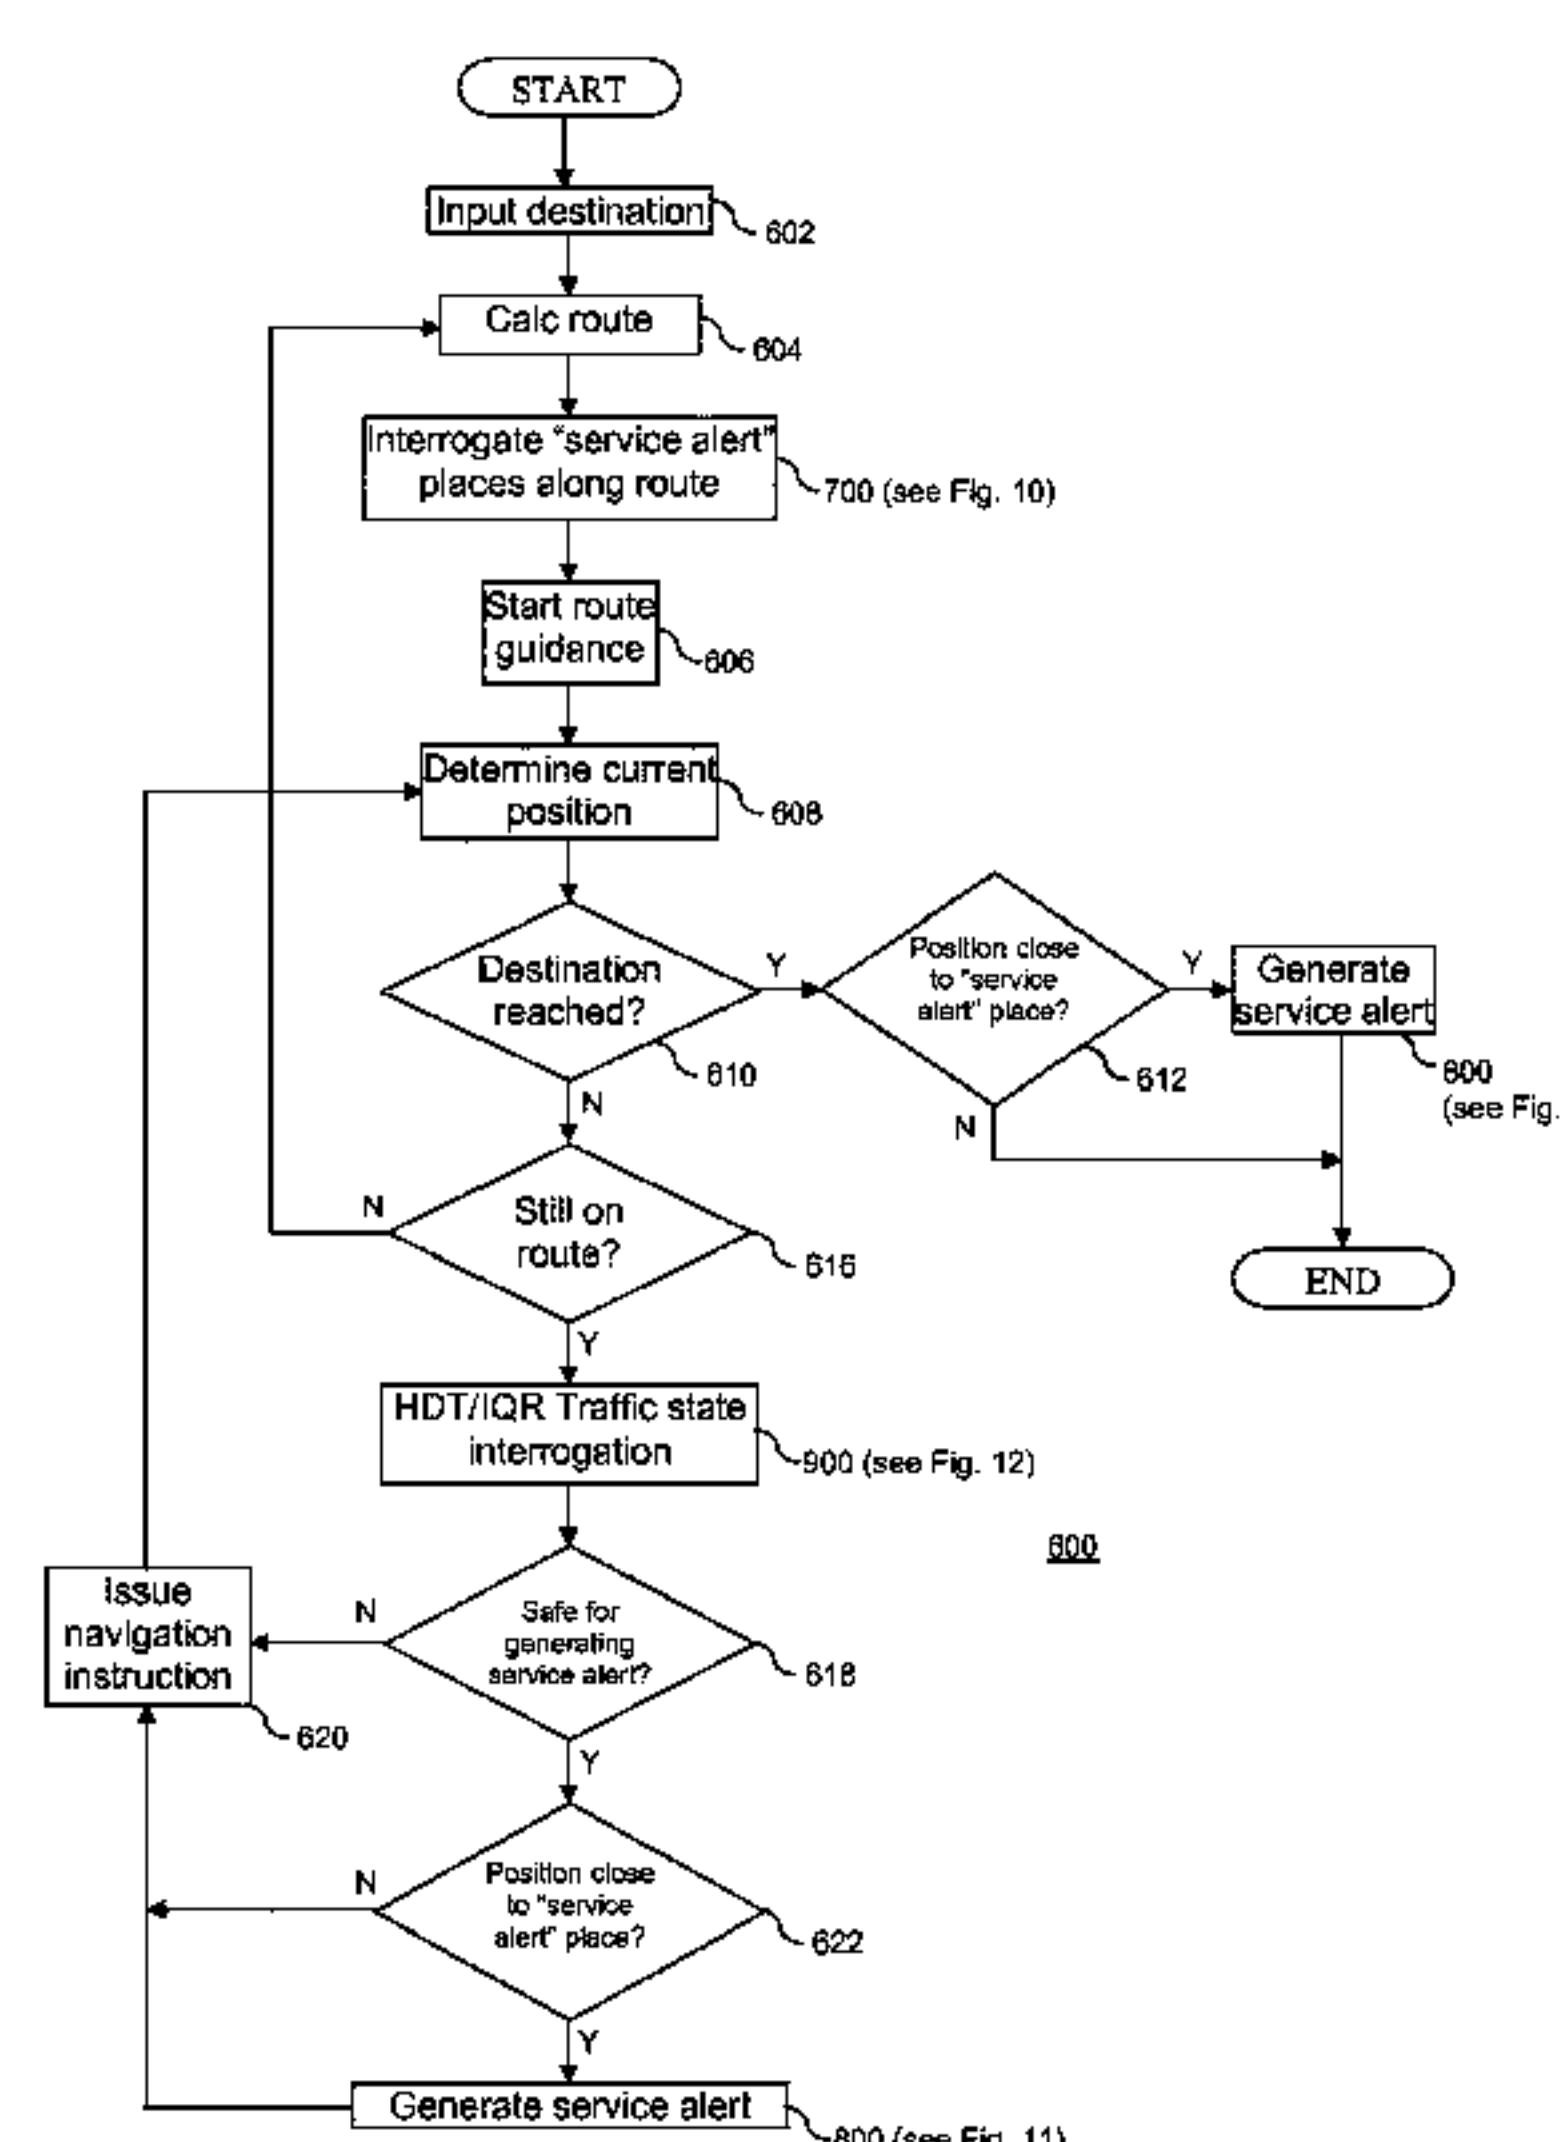 START
Input destination
602
Calc route
604
Interrogate "service alert"
places along route
700 (see Fig. 10)
Start route
guidance
606
Determine current
position
608
Destination
reached?
Y
610
Position close
to "service
alert" place?
Y
612
Generate
service alert
800
(see Fig.
N
N
Still on
route?
N
616
END
Y
HDT/IQR Traffic state
interrogation
900 (see Fig. 12)
600
Issue
navigation
instruction
N
Safe for
generating
service alert?
618
620
Y
N
Position close
to "service
alert" place?
622
Y
Generate service alert
800 (see Fig. 11)